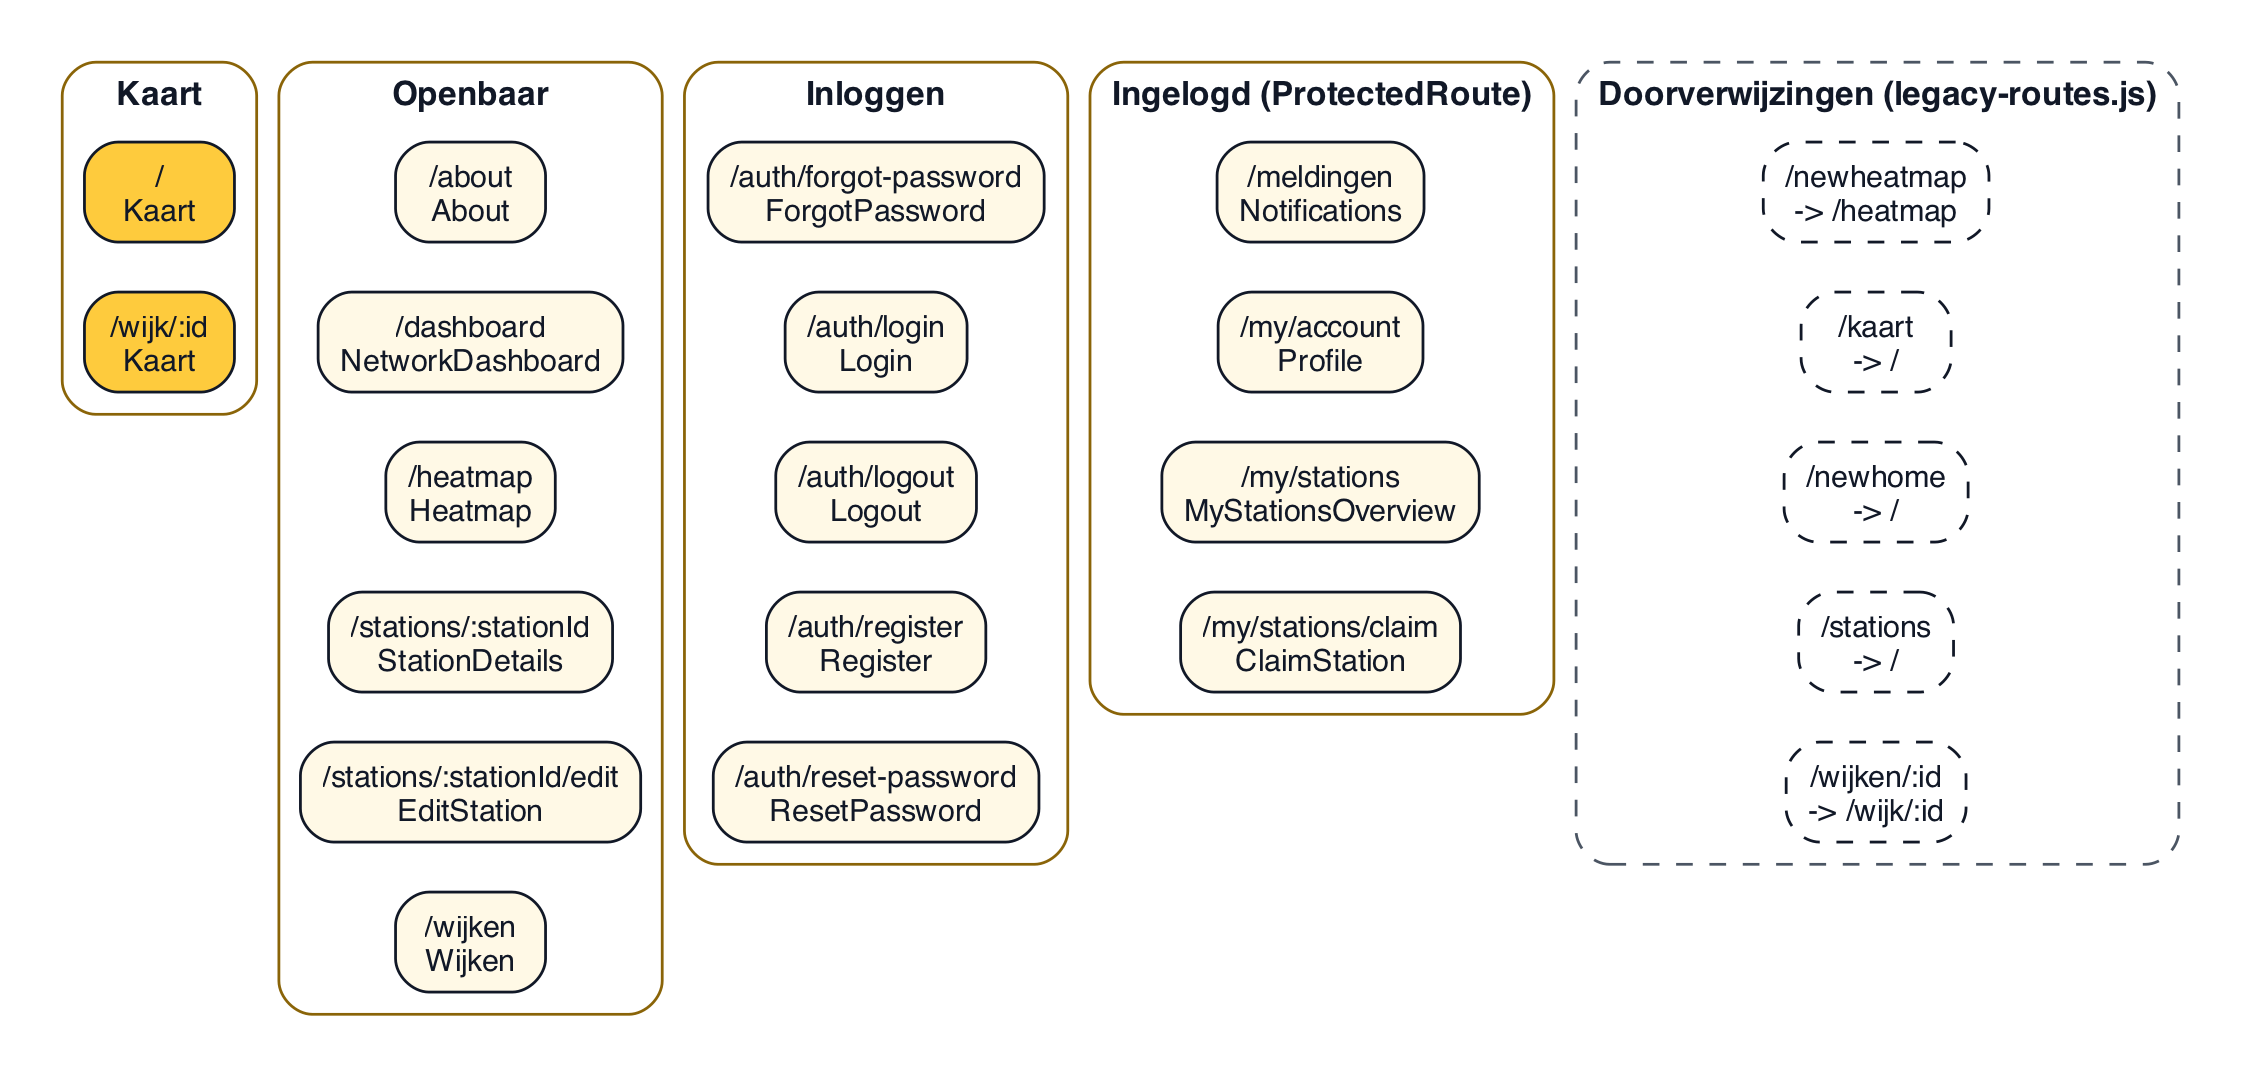 Kaart
/
Kaart
/wijk/:id
Kaart
Openbaar
/about
About
/dashboard
NetworkDashboard
/heatmap
Heatmap
/stations/:stationId
StationDetails
/stations/:stationId/edit
EditStation
/wijken
Wijken
Inloggen
/auth/forgot-password
ForgotPassword
/auth/login
Login
/auth/logout
Logout
/auth/register
Register
/auth/reset-password
ResetPassword
Ingelogd (ProtectedRoute)
/meldingen
Notifications
/my/account
Profile
/my/stations
MyStationsOverview
/my/stations/claim
ClaimStation
Doorverwijzingen (legacy-routes.js)
/newheatmap
-> /heatmap
/kaart
-> /
/newhome
-> /
/stations
-> /
/wijken/:id
-> /wijk/:id